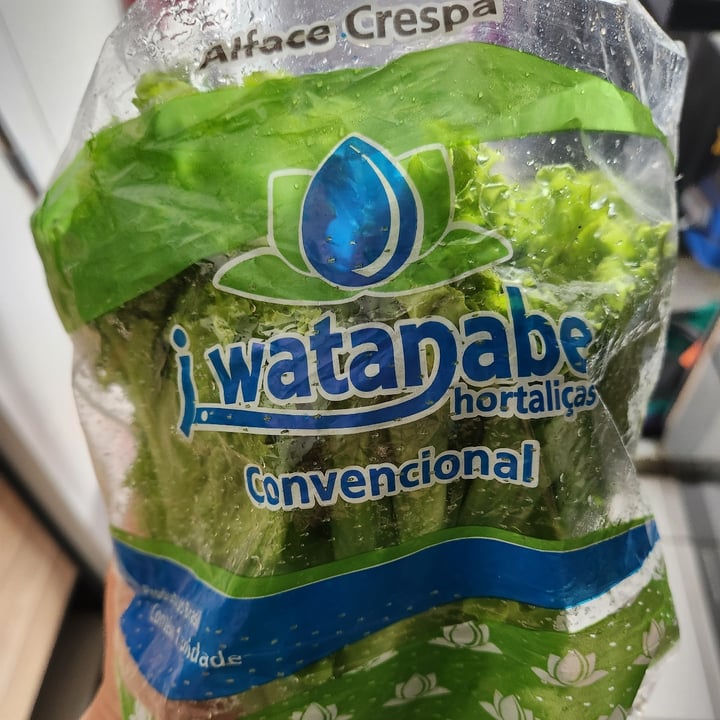 Alface Crespa
j.watanabe
hortaliças
Convencional